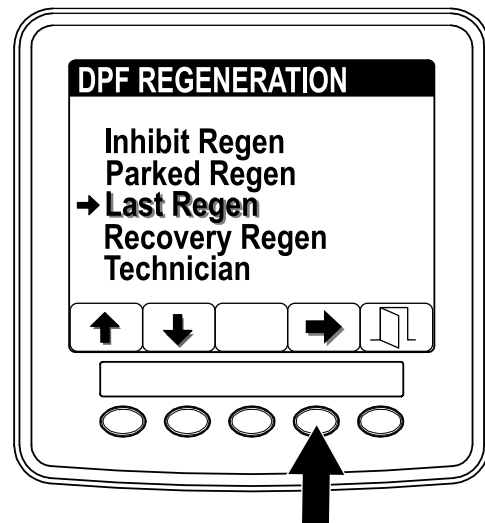 DPF REGENERATION
Inhibit Regen
Parked Regen
Last Regen
Recovery Regen
Technician